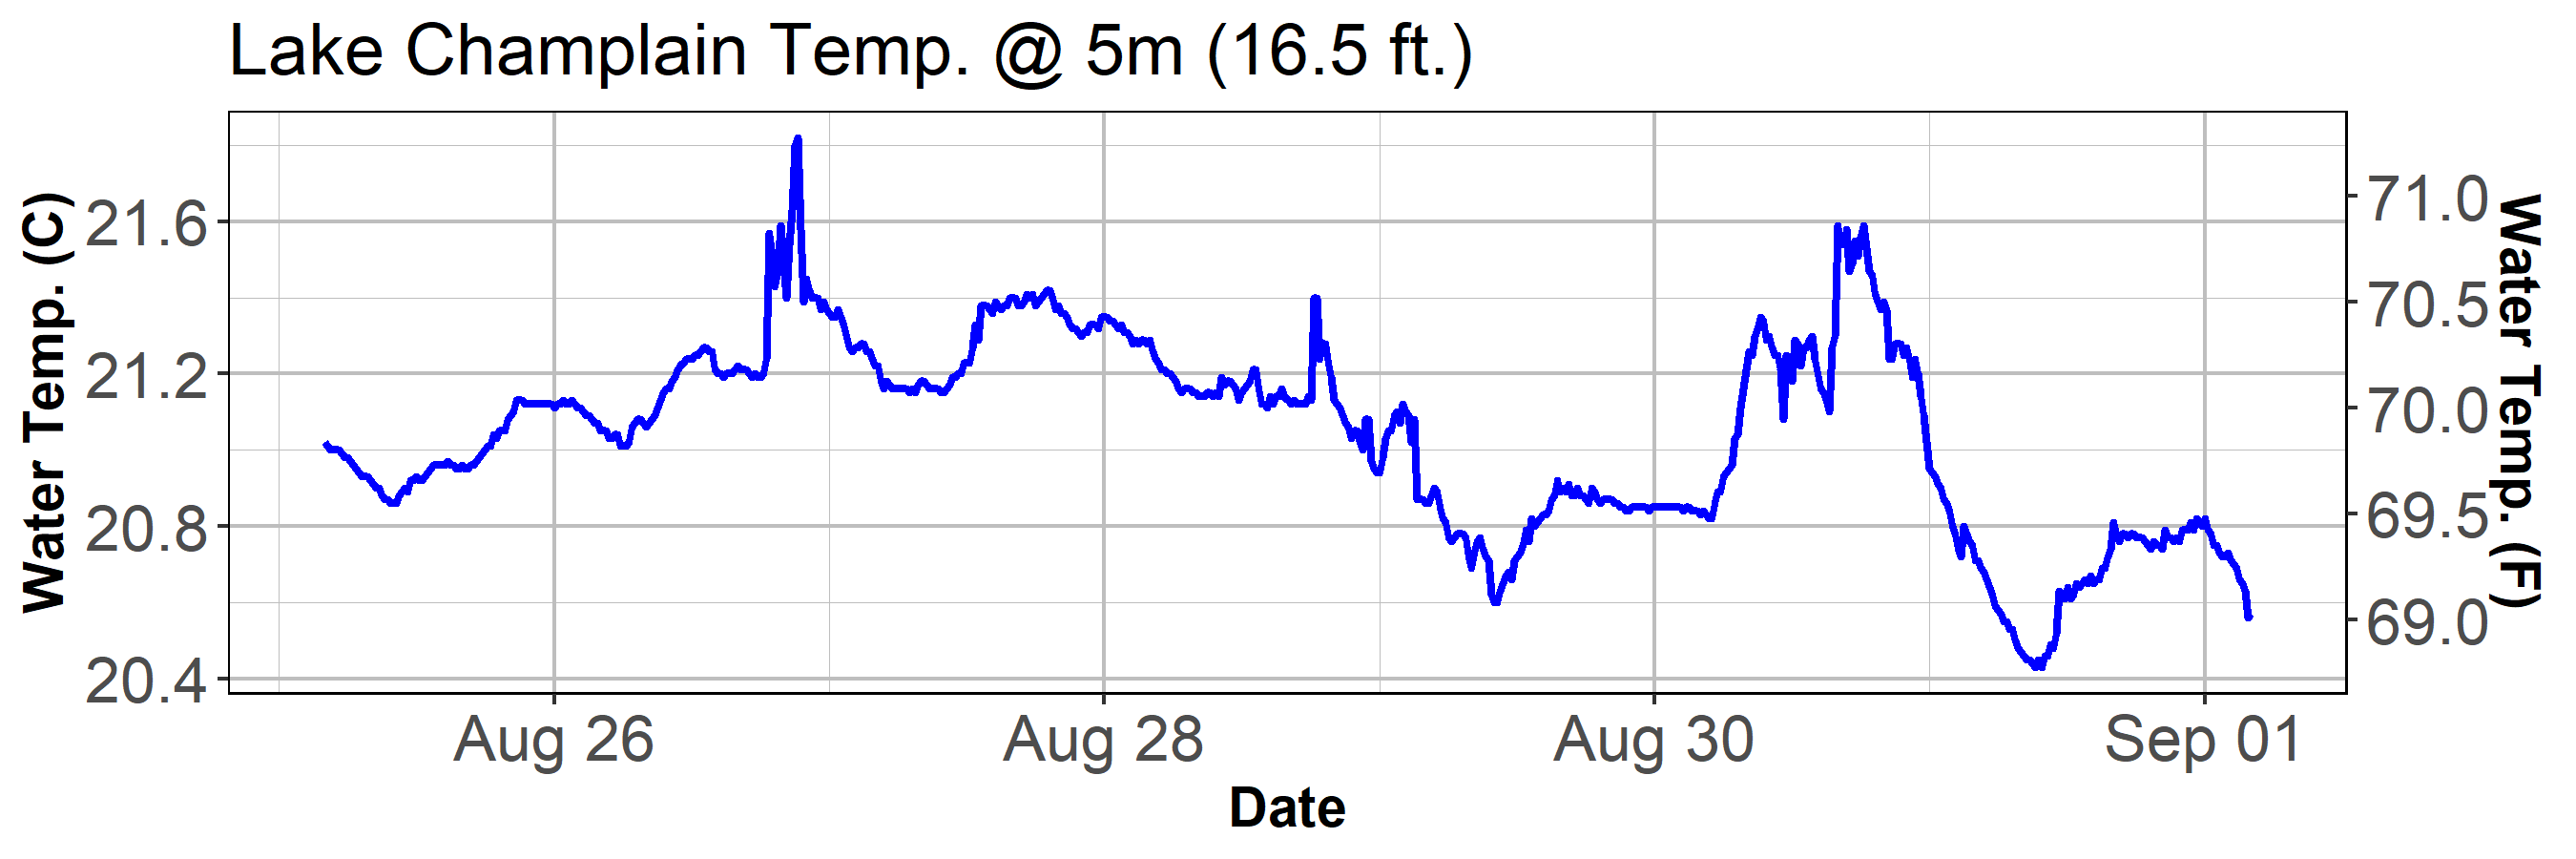 Lake Champlain Temp. @ 5m (16.5 ft.)
Water Temp. (C)
21.6
21.2
20.8
20.4
71.0
70.5
70.0
69.5
69.0
Water Temp. (F)
Aug 26
Aug 28
Aug 30
Sep 01
Date